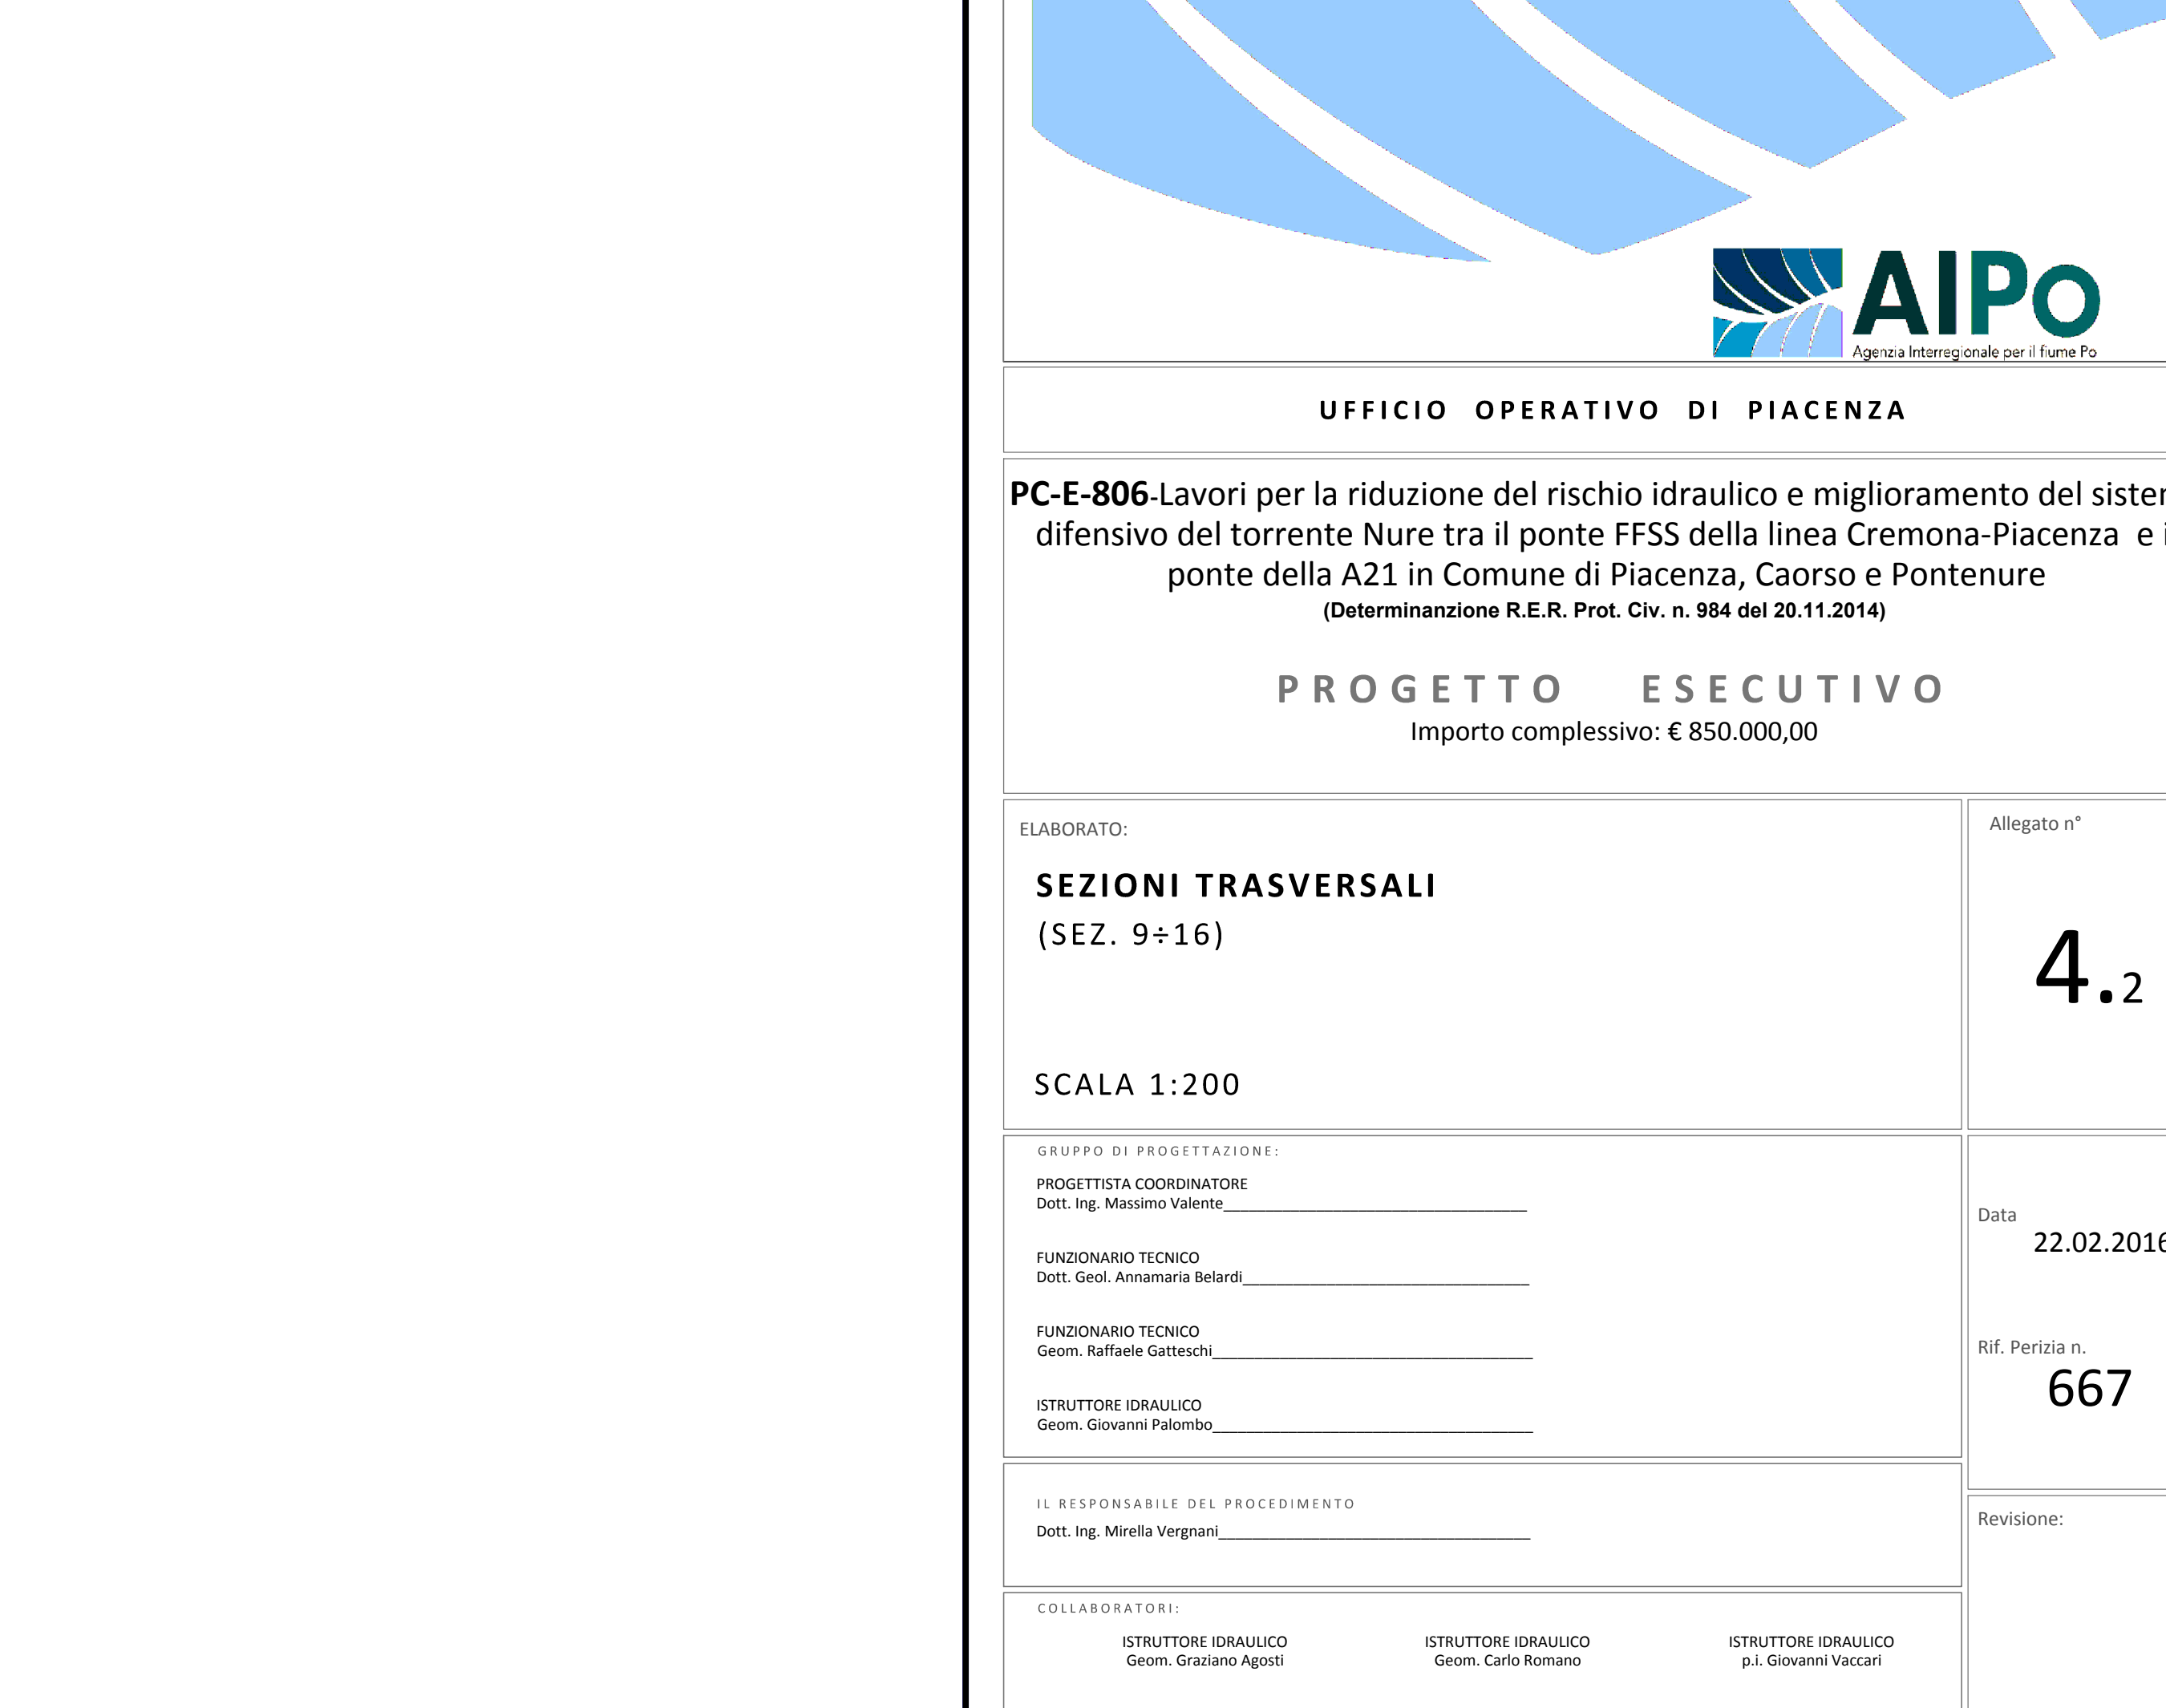 AIPo
Agenzia Interregionale per il fiume Po
UFFICIO OPERATIVO DI PIACENZA
PC-E-806-Lavori per la riduzione del rischio idraulico e miglioramento del
difensivo del torrente Nure tra il ponte FFSS della linea Cremona-Piacenza e
ponte della A21 in Comune di Piacenza, Caorso e Pontenure
(Determinanzione R.E.R. Prot. Civ. n. 984 del 20.11.2014)
PROGETTO ESECUTIVO
Importo complessivo: € 850.000,00
ELABORATO:
SEZIONI TRASVERSALI
(SEZ. 9÷16)
SCALA 1:200
Allegato n°
4.2
GRUPPO DI PROGETTAZIONE:
PROGETTISTA COORDINATORE
Dott. Ing. Massimo Valente
FUNZIONARIO TECNICO
Dott. Geol. Annamaria Belardi
FUNZIONARIO TECNICO
Geom. Raffaele Gatteschi
ISTRUTTORE IDRAULICO
Geom. Giovanni Palombo
Data
22.02.2016
Rif. Perizia n.
667
IL RESPONSABILE DEL PROCEDIMENTO
Dott. Ing. Mirella Vergnani
Revisione:
COLLABORATORI:
ISTRUTTORE IDRAULICO
Geom. Graziano Agosti
ISTRUTTORE IDRAULICO
Geom. Carlo Romano
ISTRUTTORE IDRAULICO
p.i. Giovanni Vaccari